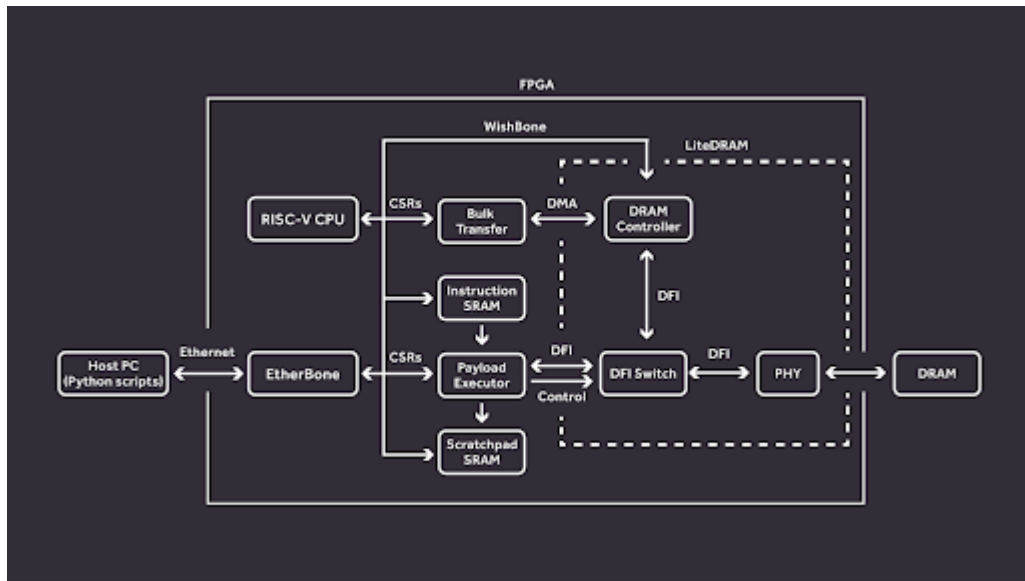 FPGA
WishBone
LiteDRAM
RISC-V CPU
CSRs
Bulk
Transfer
DMA
DRAM
Controller
Instruction
SRAM
DFI
Host PC
(Python scripts)
Ethernet
EtherBone
CSRs
Payload
Executor
DFI
Control
DFI Switch
DFI
PHY
DRAM
Scratchpad
SRAM